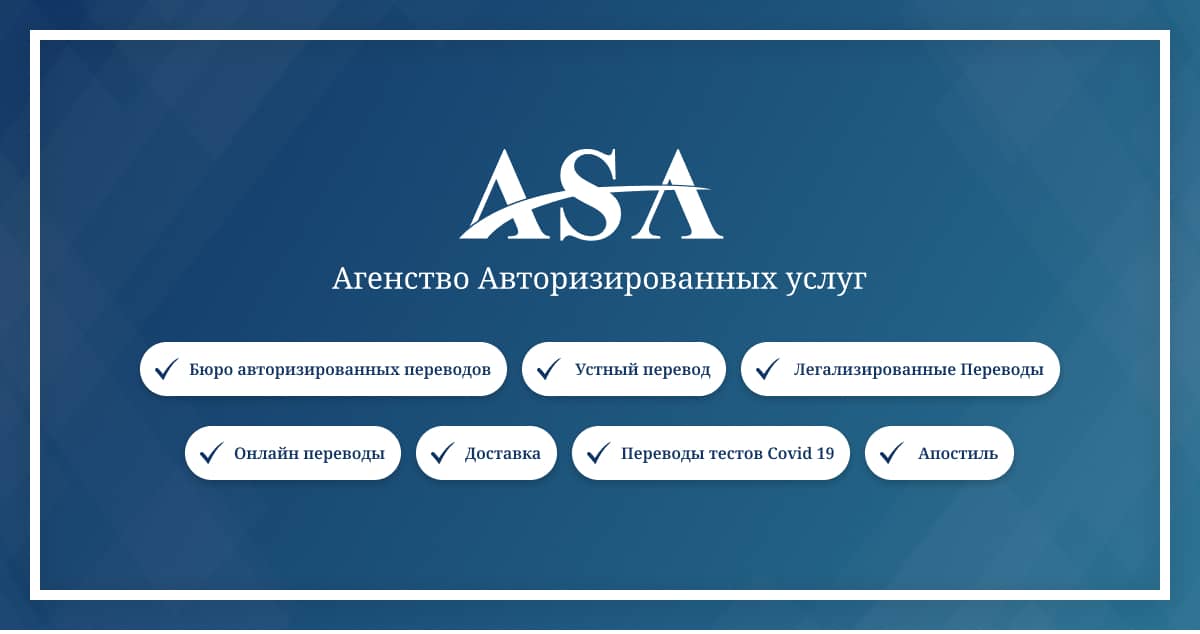 ASA
Агенство Авторизированных услуг
Бюро авторизированных переводов
Устный перевод
Легализированные Переводы
Онлайн переводы
Доставка
Переводы тестов Covid 19
Апостиль